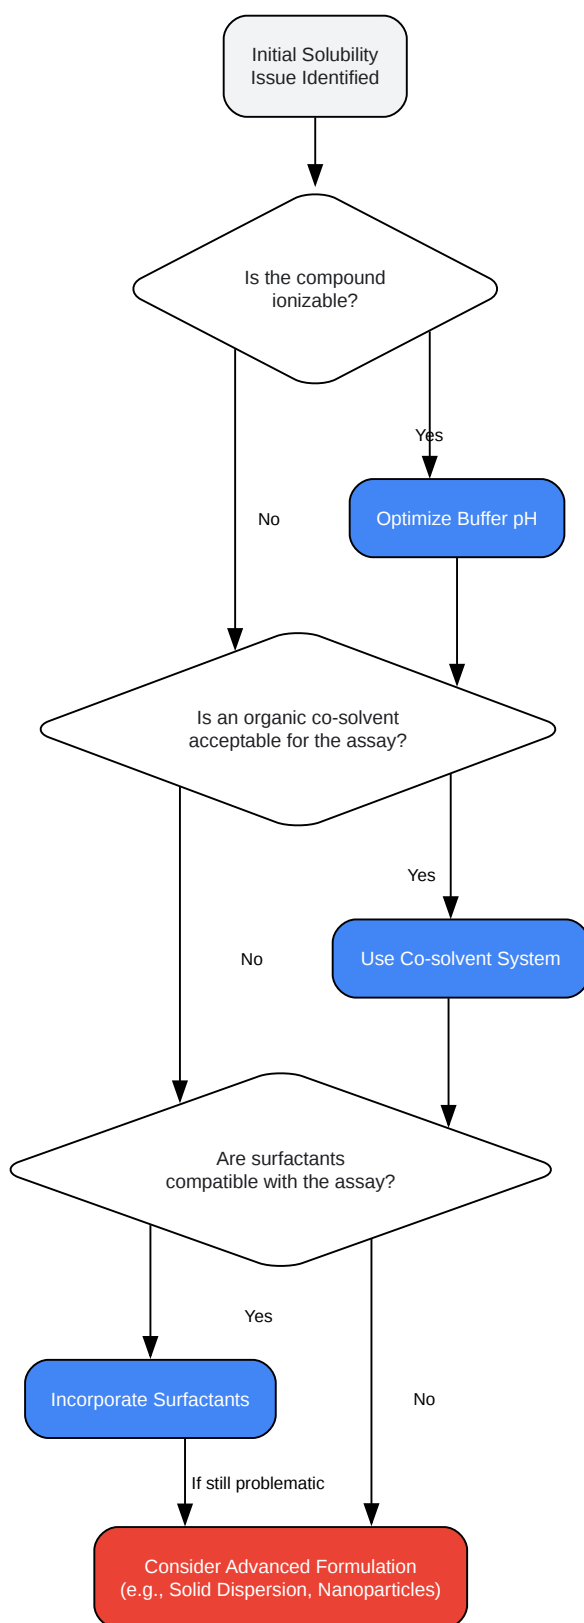 Initial Solubility
Issue Identified
Is the compound
ionizable?
Yes
No
Optimize Buffer pH
Is an organic co-solvent
acceptable for the assay?
Yes
No
Use Co-solvent System
Are surfactants
compatible with the assay?
Yes
Incorporate Surfactants
No
If still problematic
Consider Advanced Formulation
(e.g., Solid Dispersion, Nanoparticles)